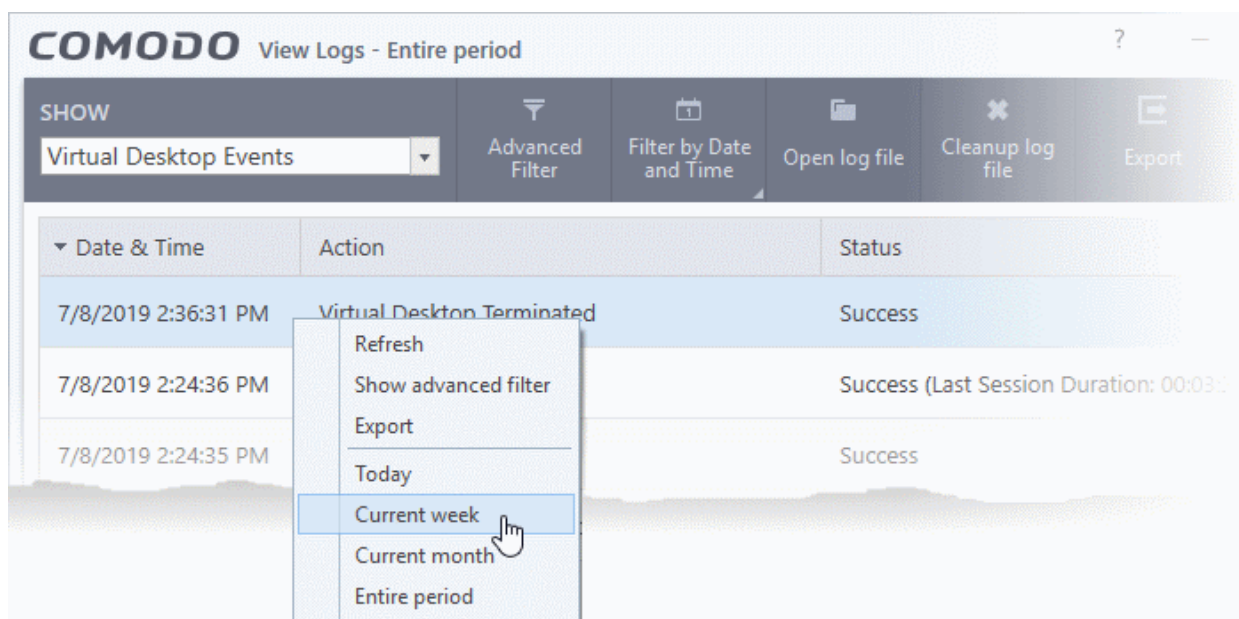 COMODO View Logs - Entire period ?
SHOW
Virtual Desktop Events
Advanced
Filter
Filter by Date
and Time
Open log file
Cleanup log
file
Export
Date & Time Action Status
7/8/2019 2:36:31 PM Virtual Desktop Terminated Success
7/8/2019 2:24:36 PM Success (Last Session Duration: 00:03:
7/8/2019 2:24:35 PM Success
Refresh
Show advanced filter
Export
Today
Current week
Current month
Entire period